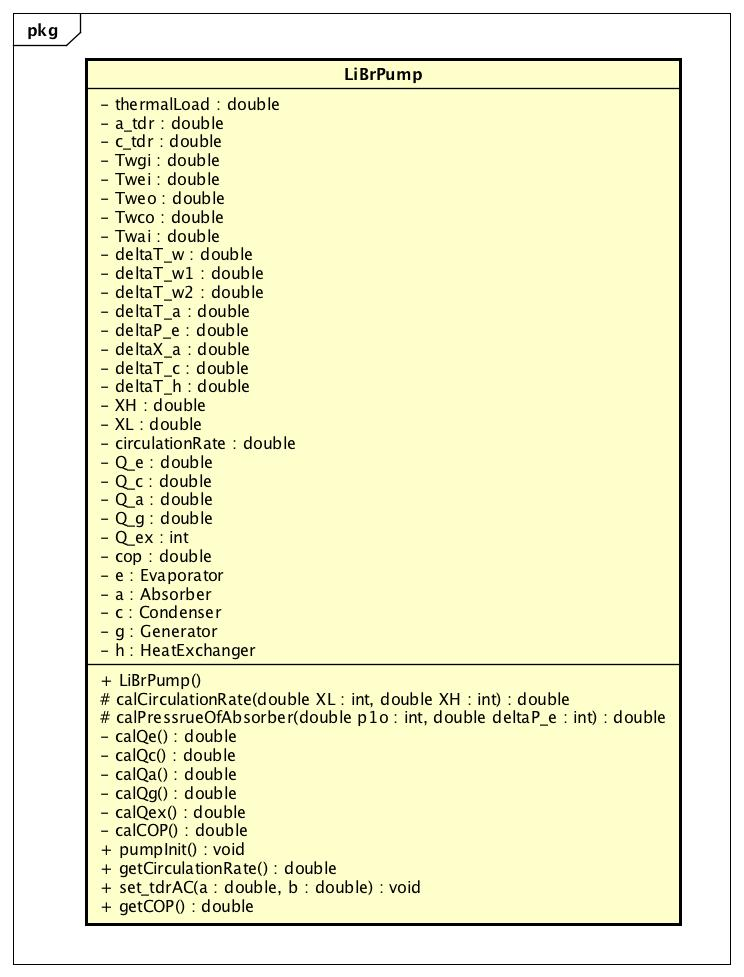 pkg
LiBrPump
- thermalLoad : double
- a_tdr : double
- c_tdr : double
- Twgi : double
- Twei : double
- Tweo : double
- Twco : double
- Twai : double
- deltaT_w : double
- deltaT_w1 : double
- deltaT_w2 : double
- deltaT_a : double
- deltaP_e : double
- deltaX_a : double
- deltaT_c : double
- deltaT_h : double
- XH : double
- XL : double
- circulationRate : double
- Q_e : double
- Q_c : double
- Q_a : double
- Q_g : double
- Q_ex : int
- cop : double
- e : Evaporator
- a : Absorber
- c : Condenser
- g : Generator
- h : HeatExchanger
+ LiBrPump()
# calCirculationRate(double XL : int, double XH : int) : double
# calPressrueOfAbsorber(double p1o : int, double deltaP_e : int) : double
- calQe() : double
- calQc() : double
- calQa() : double
- calQg() : double
- calQex() : double
- calCOP() : double
+ pumpInit() : void
+ getCirculationRate() : double
+ set_tdrAC(a : double, b : double) : void
+ getCOP() : double